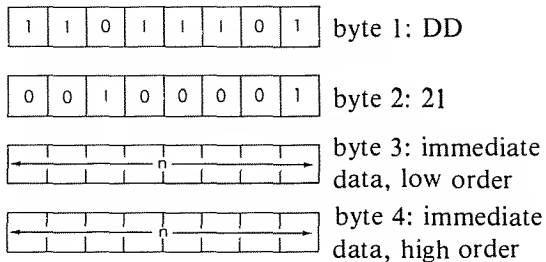 1 1 0 1 1 1 0 1 byte 1: DD
0 0 1 0 0 0 0 1 byte 2: 21
n byte 3: immediate
data, low order
n byte 4: immediate
data, high order